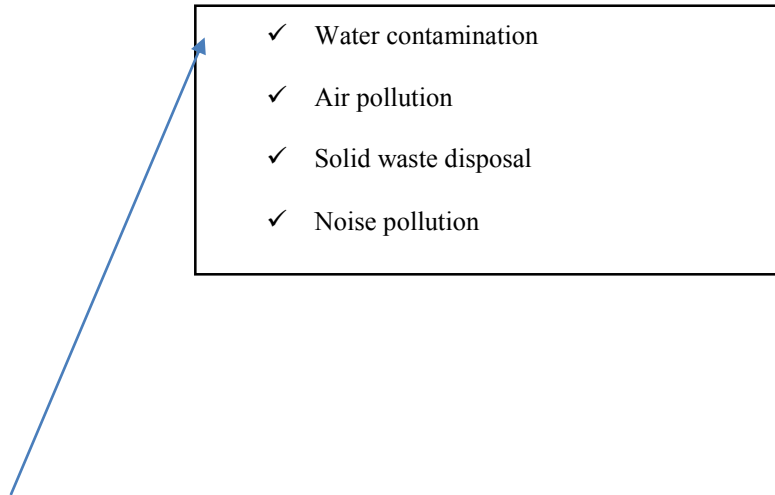 ✓ Water contamination
✓ Air pollution
✓ Solid waste disposal
✓ Noise pollution